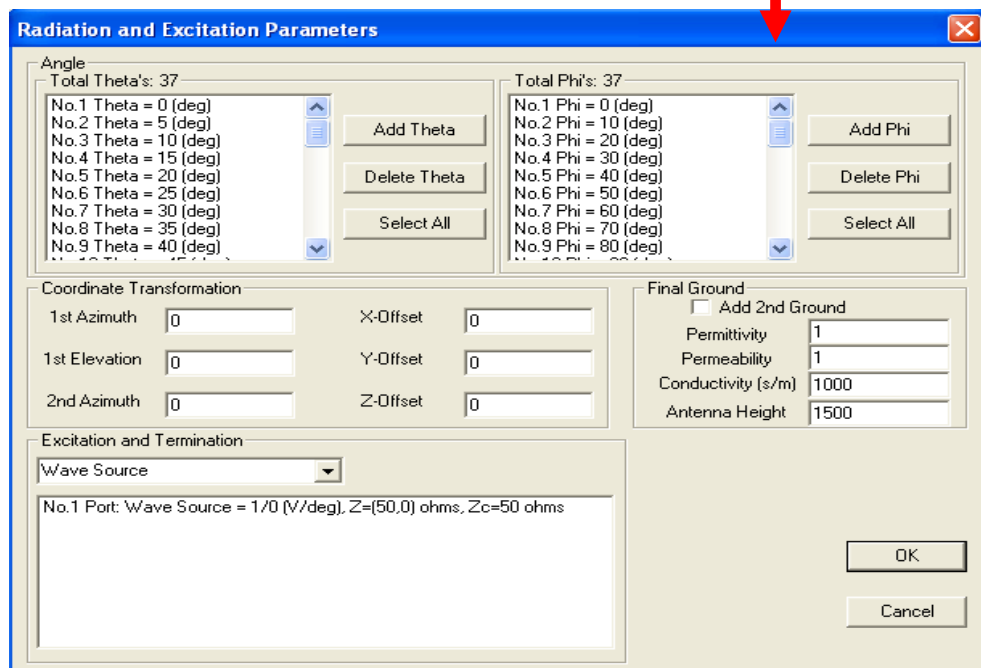 Radiation and Excitation Parameters
Angle
Total Theta's: 37
No.1 Theta = 0 (deg)
No.2 Theta = 5 (deg)
No.3 Theta = 10 (deg)
No.4 Theta = 15 (deg)
No.5 Theta = 20 (deg)
No.6 Theta = 25 (deg)
No.7 Theta = 30 (deg)
No.8 Theta = 35 (deg)
No.9 Theta = 40 (deg)
Add Theta
Delete Theta
Select All
Total Phi's: 37
No.1 Phi = 0 (deg)
No.2 Phi = 10 (deg)
No.3 Phi = 20 (deg)
No.4 Phi = 30 (deg)
No.5 Phi = 40 (deg)
No.6 Phi = 50 (deg)
No.7 Phi = 60 (deg)
No.8 Phi = 70 (deg)
No.9 Phi = 80 (deg)
Add Phi
Delete Phi
Select All
Coordinate Transformation
1st Azimuth 0 X-Offset 0
1st Elevation 0 Y-Offset 0
2nd Azimuth 0 Z-Offset 0
Final Ground
Add 2nd Ground
Permittivity 1
Permeability 1
Conductivity (s/m) 1000
Antenna Height 1500
Excitation and Termination
Wave Source
No.1 Port: Wave Source = 1/0 (V/deg), Z=(50,0) ohms, Zc=50 ohms
OK
Cancel